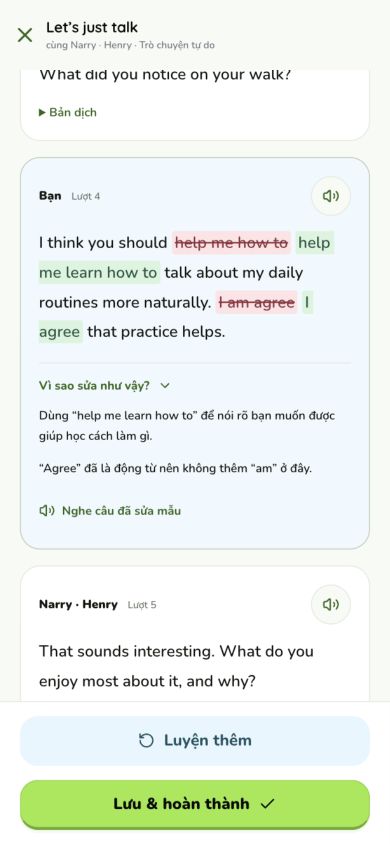 Let's just talk
cùng Narry · Henry · Trò chuyện tự do
What did you notice on your walk?
Bản dịch
Bạn Lượt 4
I think you should help me how to help
me learn how to talk about my daily
routines more naturally. I am agree I
agree that practice helps.
Vì sao sửa như vậy?
Dùng “help me learn how to” để nói rõ bạn muốn được
giúp học cách làm gì.
“Agree” đã là động từ nên không thêm “am” ở đây.
Nghe câu đã sửa mẫu
Narry · Henry Lượt 5
That sounds interesting. What do you
enjoy most about it, and why?
Luyện thêm
Lưu & hoàn thành